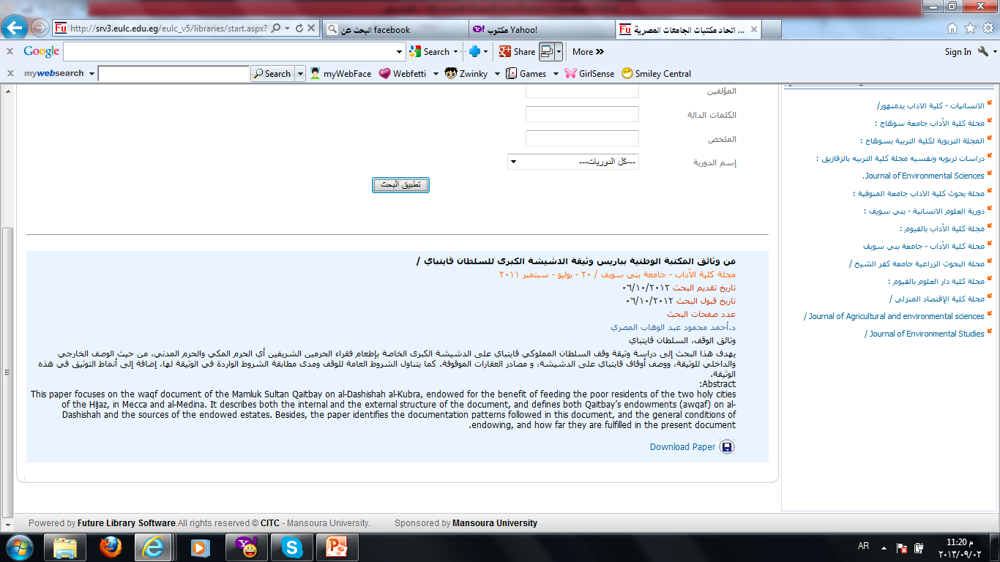 http://srv3.eulc.edu.eg/eulc_v5/libraries/start.aspx?
البحث عن facebook
مكتوب Yahoo!
اتحاد مكتبات الجامعات المصرية ...
Google
Search
Share
More »
Sign In
mywebsearch
Search
myWebFace
Webfetti
Zwinky
Games
GirlSense
Smiley Central
المؤلفين
الكلمات الدالة
الملخص
إسم الدورية
---كل الدوريات---
تطبيق البحث
الانسانيات - كلية الاداب بدمنهور/
مجلة كلية الآداب جامعة سوهاج :
المجلة التربوية لكلية التربية بسوهاج :
دراسات تربويه ونفسيه مجلة كلية التربيه بالزقازيق :
Journal of Environmental Sciences.
مجلة بحوث كلية الاداب جامعة المنوفية :
دورية العلوم الانسانية - بني سويف :
مجلة كلية الآداب بالفيوم :
مجلة كلية الآداب - جامعة بني سويف
مجلة البحوث الزراعية جامعة كفر الشيخ /
مجلة كلية دار العلوم بالفيوم :
مجلة كلية الإقتصاد المنزلي /
Journal of Agricultural and environmental sciences /
Journal of Environmental Studies /
من وثائق المكتبة الوطنية بباريس وثيقة الدشيشة الكبرى للسلطان قايتباي /
مجلة كلية الآداب - جامعة بني سويف / ٢٠ - يوليو - سبتمبر ٢٠١١
تاريخ تقديم البحث ٠٦/١٠/٢٠١٢
تاريخ قبول البحث ٠٦/١٠/٢٠١٢
عدد صفحات البحث
د.أحمد محمود عبد الوهاب المصري
وثائق الوقف، السلطان قايتباي
يهدف هذا البحث إلى دراسة وثيقة وقف السلطان المملوكي قايتباي على الدشيشة الكبرى الخاصة بإطعام فقراء الحرمين الشريفين أي الحرم المكي والحرم المدني، من حيث الوصف الخارجي
والداخلي للوثيقة، ووصف أوقاف قايتباي على الدشيشة، و مصادر العقارات الموقوفة. كما يتناول الشروط العامة للوقف ومدى مطابقة الشروط الواردة في الوثيقة لها، إضافة إلى أنماط التوثيق في هذه
الوثيقة.
Abstract:
This paper focuses on the waqf document of the Mamluk Sultan Qaitbay on al-Dashishah al-Kubra, endowed for the benefit of feeding the poor residents of the two holy cities
of the Hijaz, in Mecca and al-Medina. It describes both the internal and the external structure of the document, and defines both Qaitbay's endowments (awqaf) on al-
Dashishah and the sources of the endowed estates. Besides, the paper identifies the documentation patterns followed in this document, and the general conditions of
endowing, and how far they are fulfilled in the present document.
Download Paper
Powered by Future Library Software.All rights reserved © CITC - Mansoura University. Sponsored by Mansoura University
AR
11:20 م
٢٠١٣/٠٩/٠٢